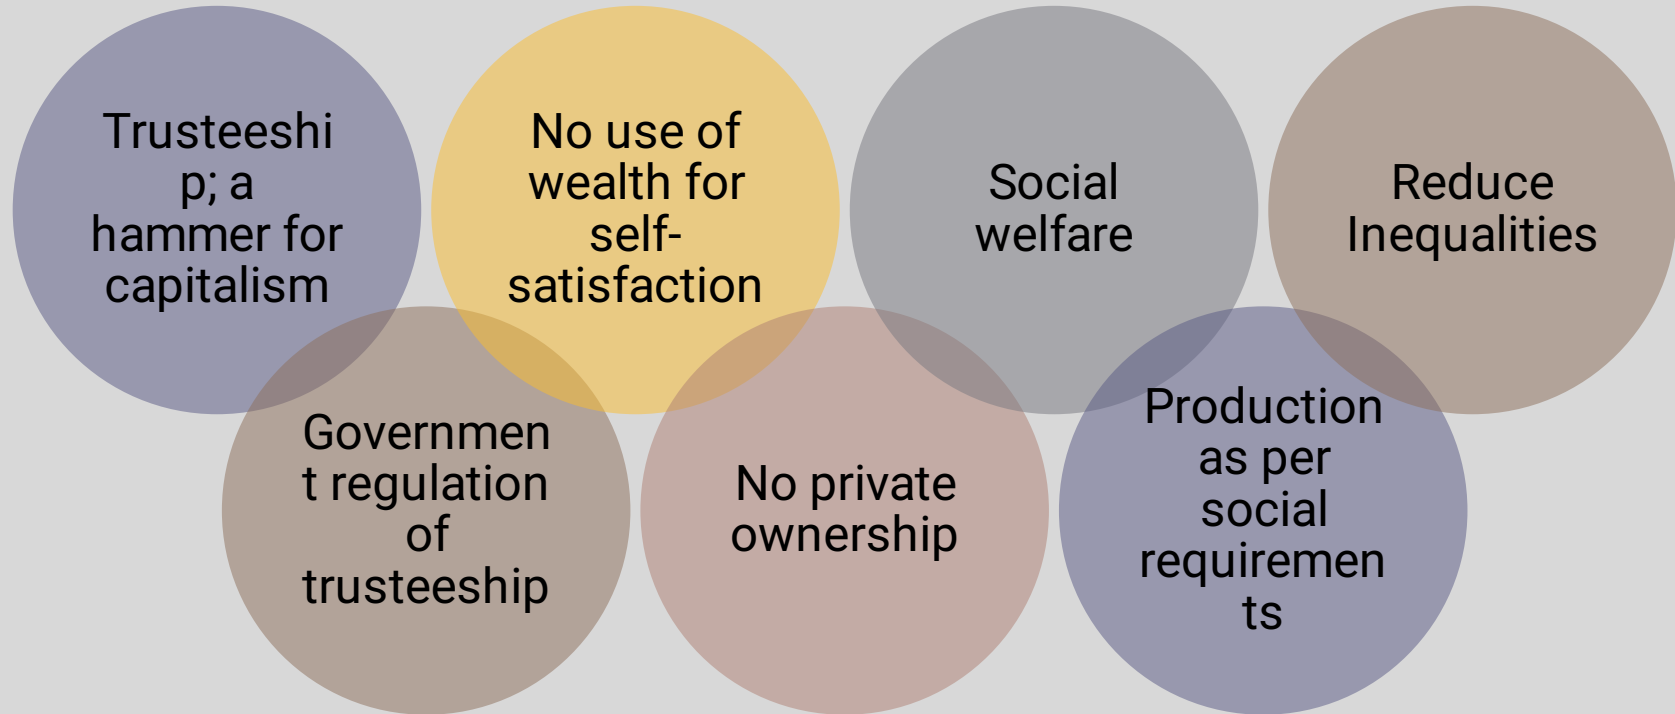 Trusteeshi
p; a
hammer for
capitalism
No use of
wealth for
self-
satisfaction
Social
welfare
Reduce
Inequalities
Governmen
t regulation
of
trusteeship
No private
ownership
Production
as per
social
requiremen
ts